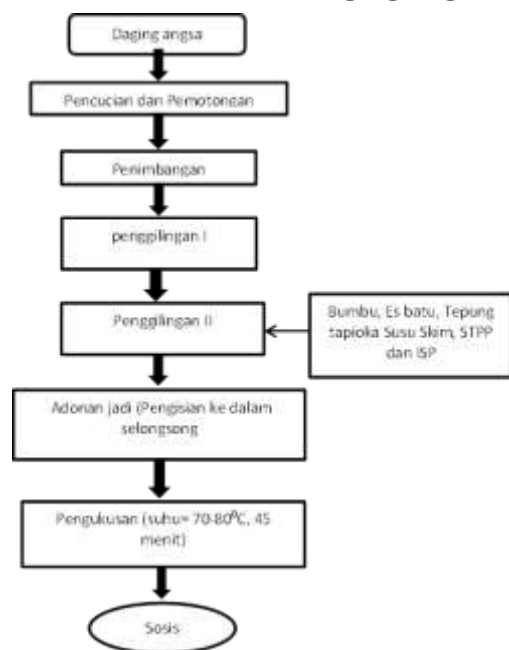 Daging angsa
Pencucian dan Pemotongan
Penimbangan
penggilingan I
Penggilingan II
Bumbu, Es batu, Tepung
tapioka Susu Skim, STPP
dan ISP
Adonan jadi (Pengisian ke dalam
selongsong
Pengukusan (suhu= 70-80⁰C, 45
menit)
Sosis